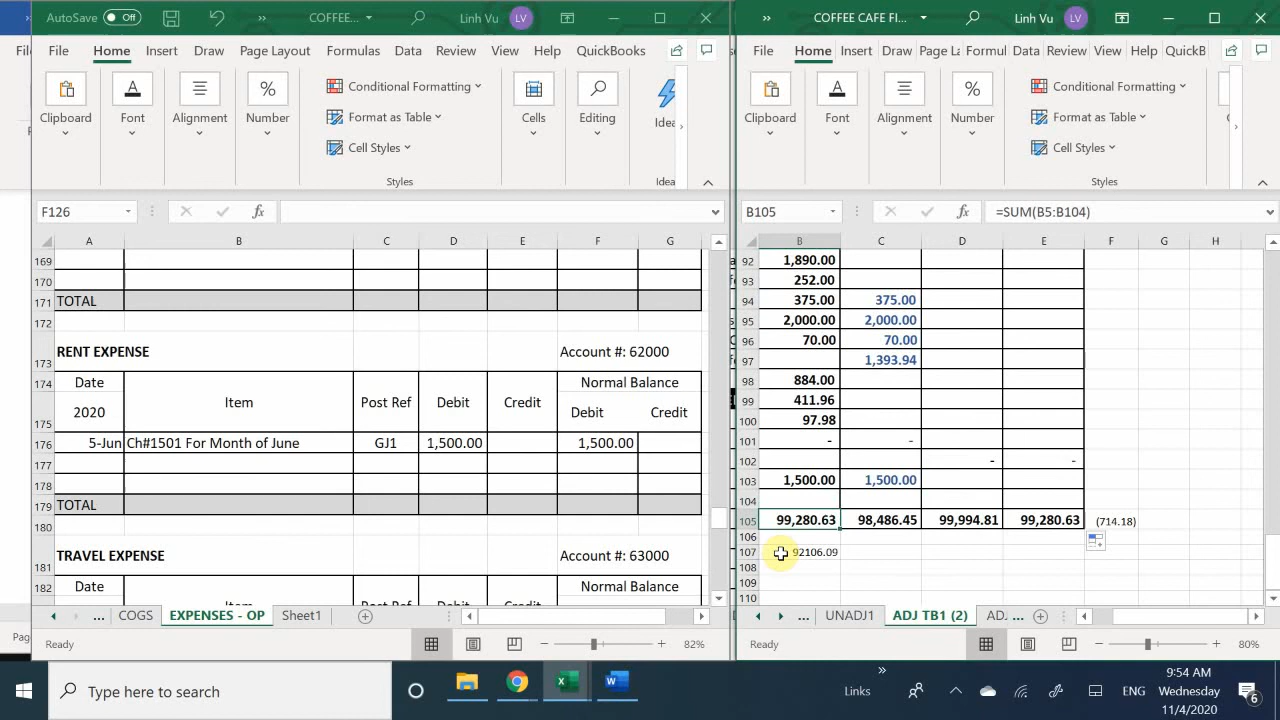 AutoSave Off COFFEE... Linh Vu LV
COFFEE CAFE FI... Linh Vu LV
File Home Insert Draw Page Layout Formulas Data Review View Help QuickBooks
File Home Insert Draw Page La Formul Data Review View Help QuickB
Clipboard Font Alignment Number Conditional Formatting Format as Table Cell Styles Cells Editing Idea
Styles Idea
Clipboard Font Alignment Number Conditional Formatting Format as Table Cell Styles
Styles
F126 fx
B105 fx =SUM(B5:B104)
A B C D E F G
169
170
171 TOTAL
172
173 RENT EXPENSE Account #: 62000
174 Date Item Post Ref Debit Credit Normal Balance
175 2020 Debit Credit
176 5-Jun Ch#1501 For Month of June GJ1 1,500.00 1,500.00
177
178
179 TOTAL
180
181 TRAVEL EXPENSE Account #: 63000
182 Date Item Post Ref Debit Credit Normal Balance
... COGS EXPENSES - OP Sheet1
Ready 82%
B C D E F G H
92 1,890.00
93 252.00
94 375.00 375.00
95 2,000.00 2,000.00
96 70.00 70.00
97 1,393.94
98 884.00
99 411.96
100 97.98
101 - -
102 - -
103 1,500.00 1,500.00
104
105 99,280.63 98,486.45 99,994.81 99,280.63 (714.18)
106
107 92106.09
108
109
110
... UNADJ1 ADJ TB1 (2) ADJ ...
Ready 80%
Pag
Type here to search
Links ENG
9:54 AM
Wednesday
11/4/2020
6